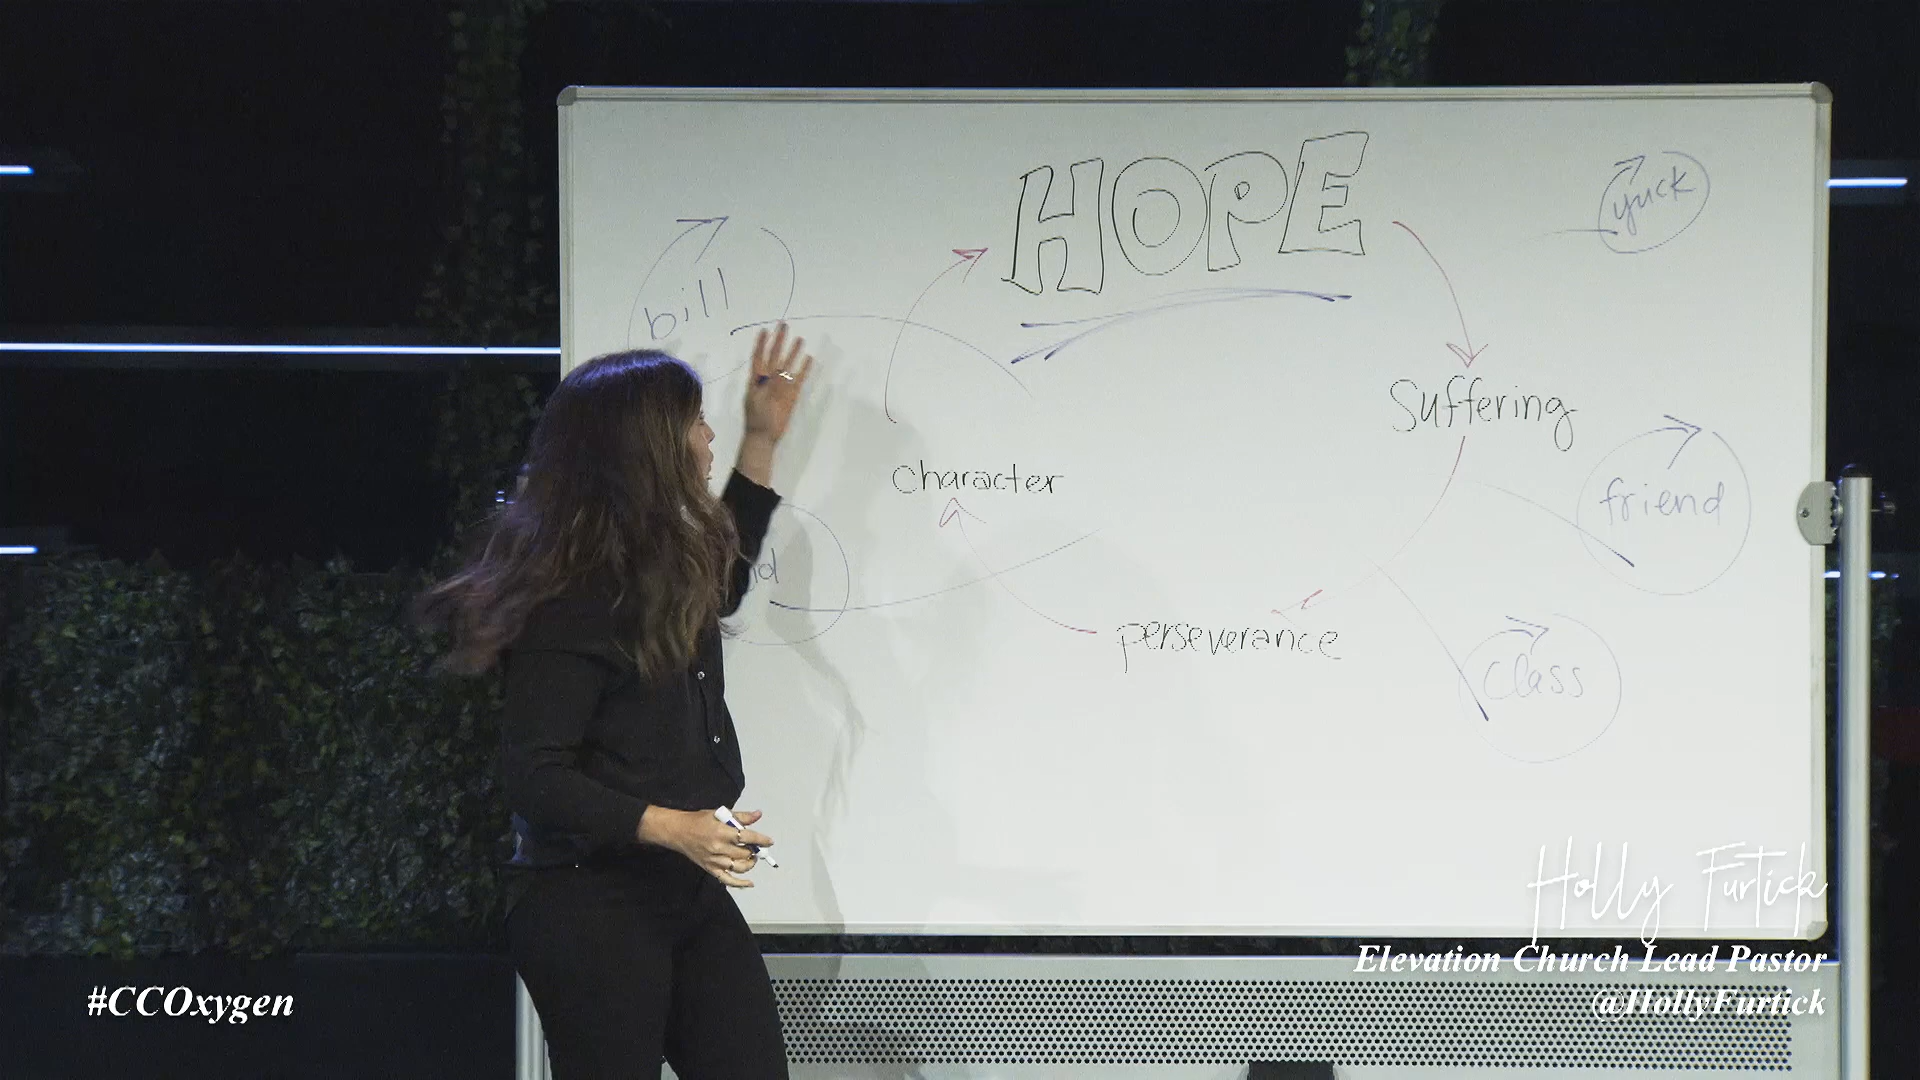 HOPE
yuck
bill
Suffering
Character
friend
perseverance
Class
Holly Furtick
Elevation Church Lead Pastor
@HollyFurtick
#CCOxygen